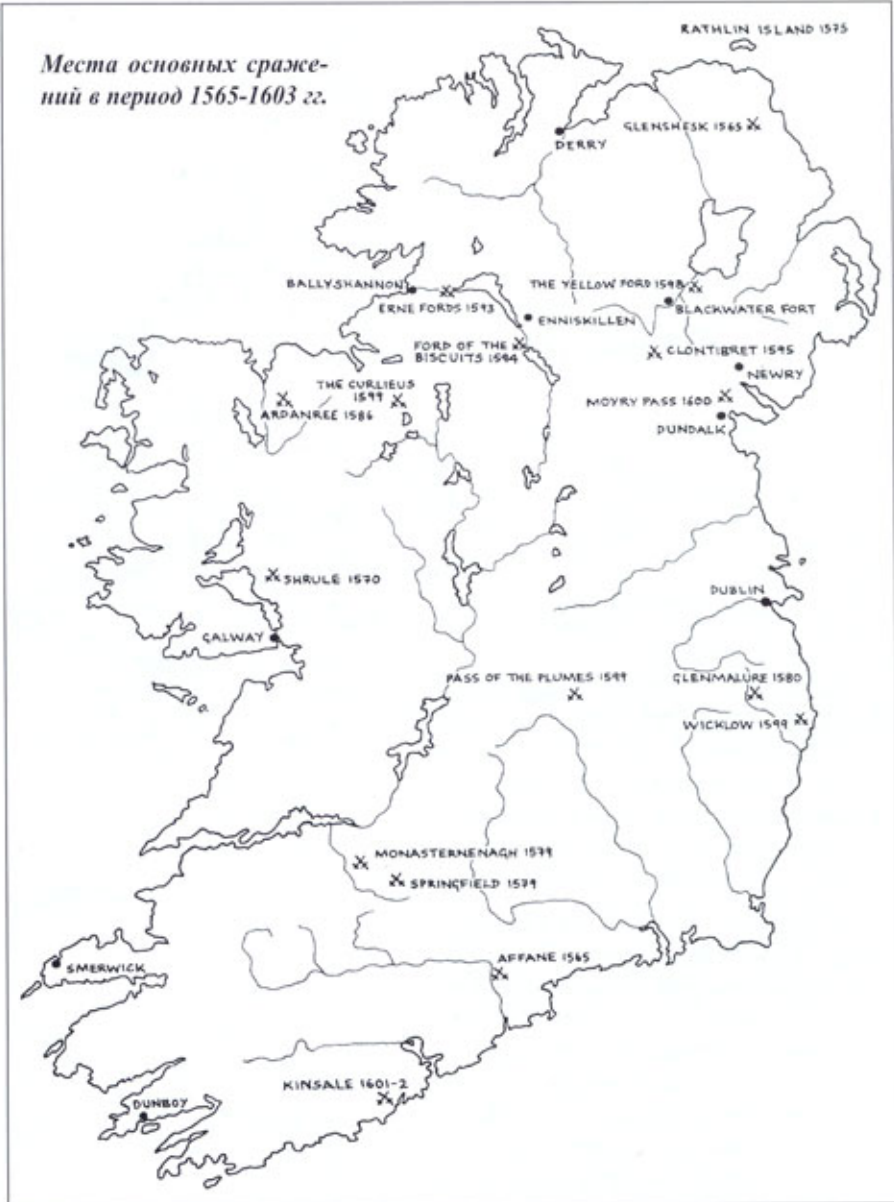 Места основных сраже-
ний в период 1565-1603 гг.
RATHLIN ISLAND 1575
GLENSHESK 1565
DERRY
BALLYSHANNON
ERNE FORDS 1593
THE YELLOW FORD 1598
BLACKWATER FORT
ENNISKILLEN
FORD OF THE
BISCUITS 1594
CLONTIBRET 1595
NEWRY
THE CURLIEUS
1599
ARDANREE 1586
MOYRY PASS 1600
DUNDALK
SHRULE 1570
DUBLIN
GALWAY
PASS OF THE PLUMES 1599
GLENMALURE 1580
WICKLOW 1599
MONASTERNENAGH 1579
SPRINGFIELD 1579
AFFANE 1565
SMERWICK
KINSALE 1601-2
DUNBOY